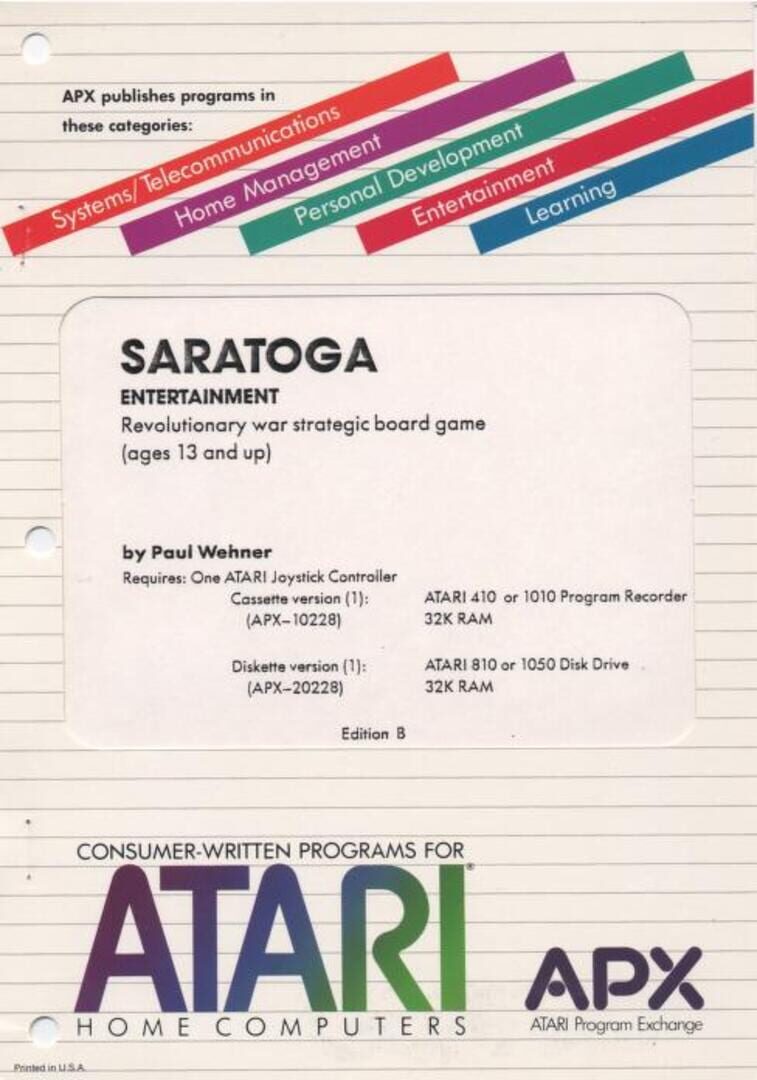 APX publishes programs in
these categories:
Systems/Telecommunications
Home Management
Personal Development
Entertainment
Learning
SARATOGA
ENTERTAINMENT
Revolutionary war strategic board game
(ages 13 and up)
by Paul Wehner
Requires: One ATARI Joystick Controller
Cassette version (1): ATARI 410 or 1010 Program Recorder
(APX-10228) 32K RAM
Diskette version (1): ATARI 810 or 1050 Disk Drive
(APX-20228) 32K RAM
Edition B
CONSUMER-WRITTEN PROGRAMS FOR
ATARI®
HOME COMPUTERS
APX
ATARI Program Exchange
Printed in U.S.A.